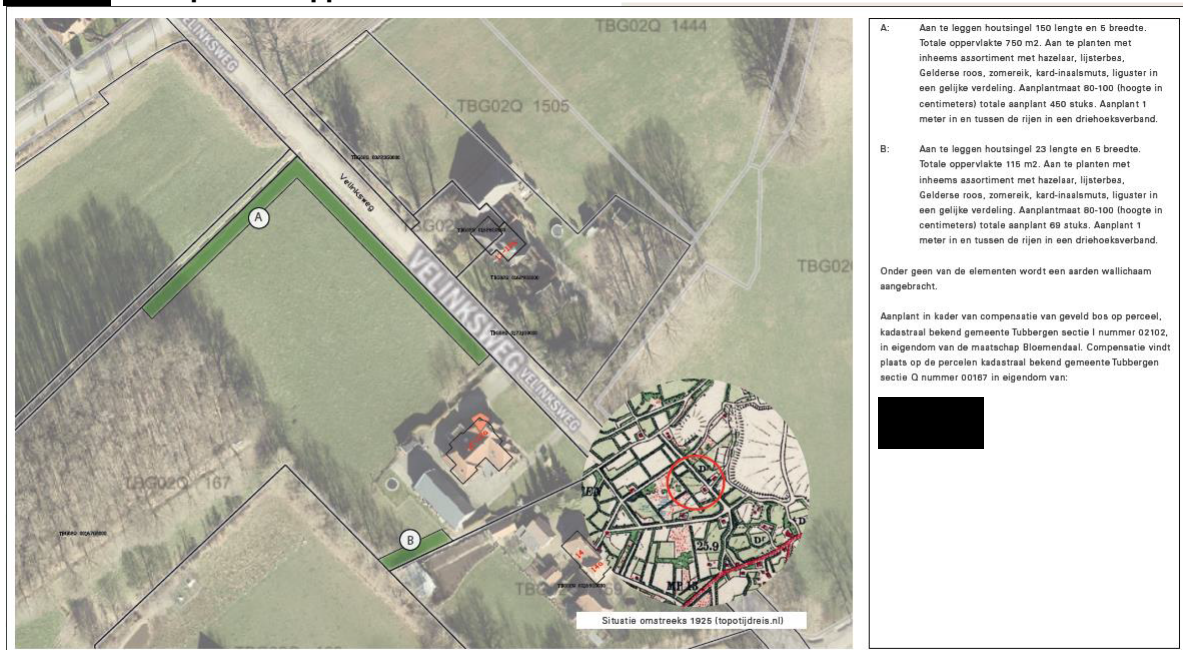 TBG02Q 1444
VELINKSWEG
TBG02Q 1505
Velinksweg
A
TBG02
VELINKSWEG
VELINKSWEG
TBG02Q 167
B
14
14a
25.9
Dr
Dr
D
Situatie omstreeks 1925 (topotijdreis.nl)
A: Aan te leggen houtsingel 150 lengte en 5 breedte.
Totale oppervlakte 750 m2. Aan te planten met
inheems assortiment met hazelaar, lijsterbes,
Gelderse roos, zomereik, kard-inaalsmuts, liguster in
een gelijke verdeling. Aanplantmaat 80-100 (hoogte in
centimeters) totale aanplant 450 stuks. Aanplant 1
meter in en tussen de rijen in een driehoeksverband.
B: Aan te leggen houtsingel 23 lengte en 5 breedte.
Totale oppervlakte 115 m2. Aan te planten met
inheems assortiment met hazelaar, lijsterbes,
Gelderse roos, zomereik, kard-inaalsmuts, liguster in
een gelijke verdeling. Aanplantmaat 80-100 (hoogte in
centimeters) totale aanplant 69 stuks. Aanplant 1
meter in en tussen de rijen in een driehoeksverband.
Onder geen van de elementen wordt een aarden wallichaam
aangebracht.
Aanplant in kader van compensatie van geveld bos op perceel,
kadastraal bekend gemeente Tubbergen sectie I nummer 02102,
in eigendom van de maatschap Bloemendaal. Compensatie vindt
plaats op de percelen kadastraal bekend gemeente Tubbergen
sectie Q nummer 00167 in eigendom van: